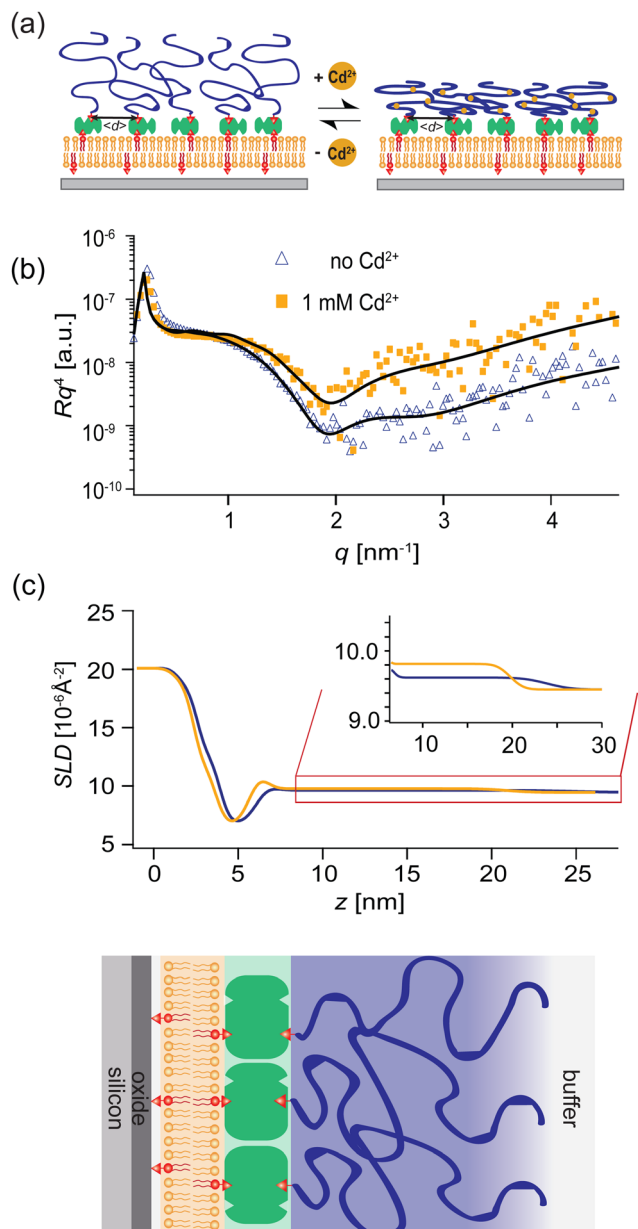 (a)
+ Cd²⁺
<d>
<d>
- Cd²⁺
(b)
10⁻⁶
10⁻⁷
10⁻⁸
10⁻⁹
10⁻¹⁰
Rq⁴ [a.u.]
no Cd²⁺
1 mM Cd²⁺
1
2
3
4
q [nm⁻¹]
(c)
25
20
15
10
5
SLD [10⁻⁶Å⁻²]
10.0
9.0
10
20
30
0
5
10
15
20
25
z [nm]
silicon
oxide
buffer